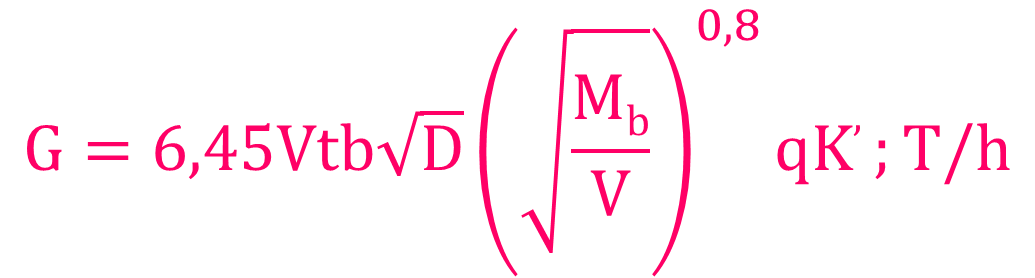 G = 6,45Vtb√D(√(M_b/V))^0,8 qK’ ; T/h